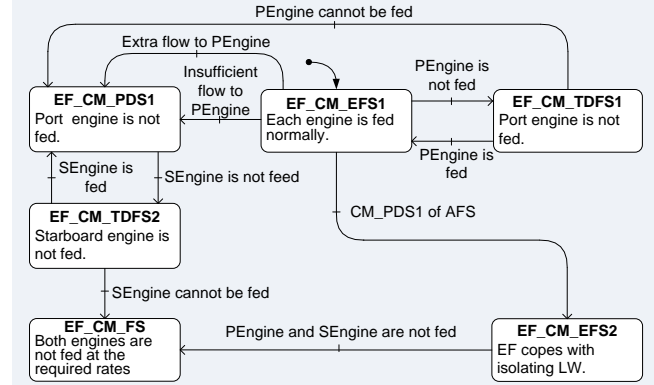 PEngine cannot be fed
Extra flow to PEngine
Insufficient
flow to
PEngine
PEngine is
not fed
EF_CM_PDS1
Port engine is not
fed.
EF_CM_EFS1
Each engine is fed
normally.
EF_CM_TDFS1
Port engine is not
fed.
PEngine is
fed
SEngine is
fed
SEngine is not feed
EF_CM_TDFS2
Starboard engine is
not fed.
CM_PDS1 of AFS
SEngine cannot be fed
EF_CM_FS
Both engines are
not fed at the
required rates
PEngine and SEngine are not fed
EF_CM_EFS2
EF copes with
isolating LW.